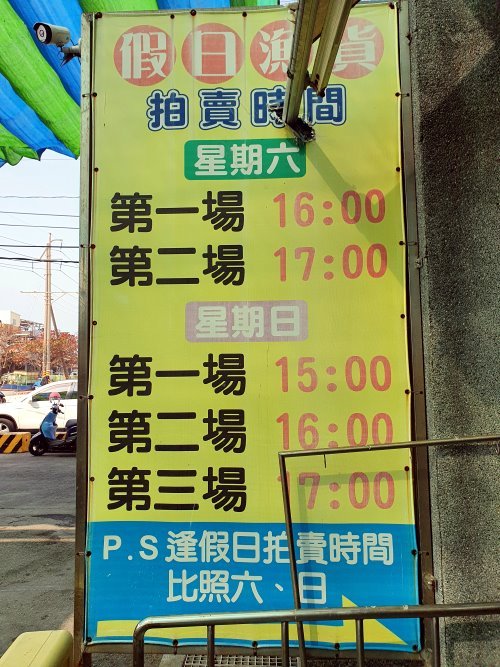 假日漁貨
拍賣時間
星期六
第一場 16:00
第二場 17:00
星期日
第一場 15:00
第二場 16:00
第三場 17:00
P.S逢假日拍賣時間
比照六、日